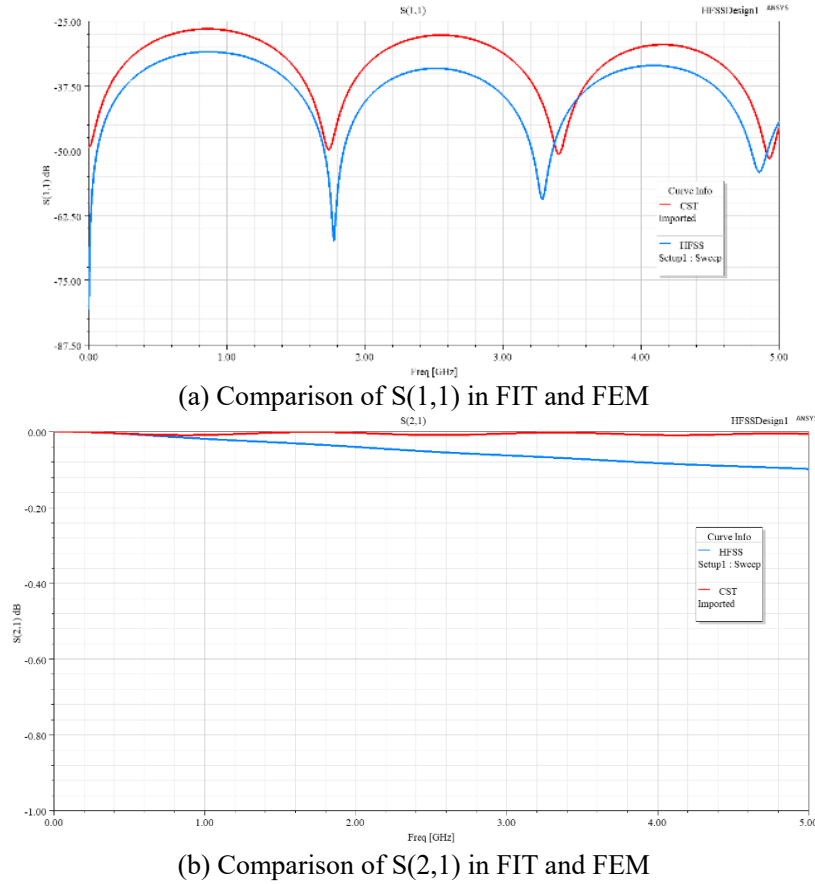 S(1,1)
HFSSDesign1 ANSYS
-25.00
-37.50
-50.00
-62.50
-75.00
-87.50
S(1,1) dB
Curve Info
CST
Imported
HFSS
Setup1 : Sweep
0.00 1.00 2.00 3.00 4.00 5.00
Freq [GHz]
(a) Comparison of S(1,1) in FIT and FEM
S(2,1)
HFSSDesign1 ANSYS
0.00
-0.20
-0.40
-0.60
-0.80
-1.00
S(2,1) dB
Curve Info
HFSS
Setup1 : Sweep
CST
Imported
0.00 1.00 2.00 3.00 4.00 5.00
Freq [GHz]
(b) Comparison of S(2,1) in FIT and FEM